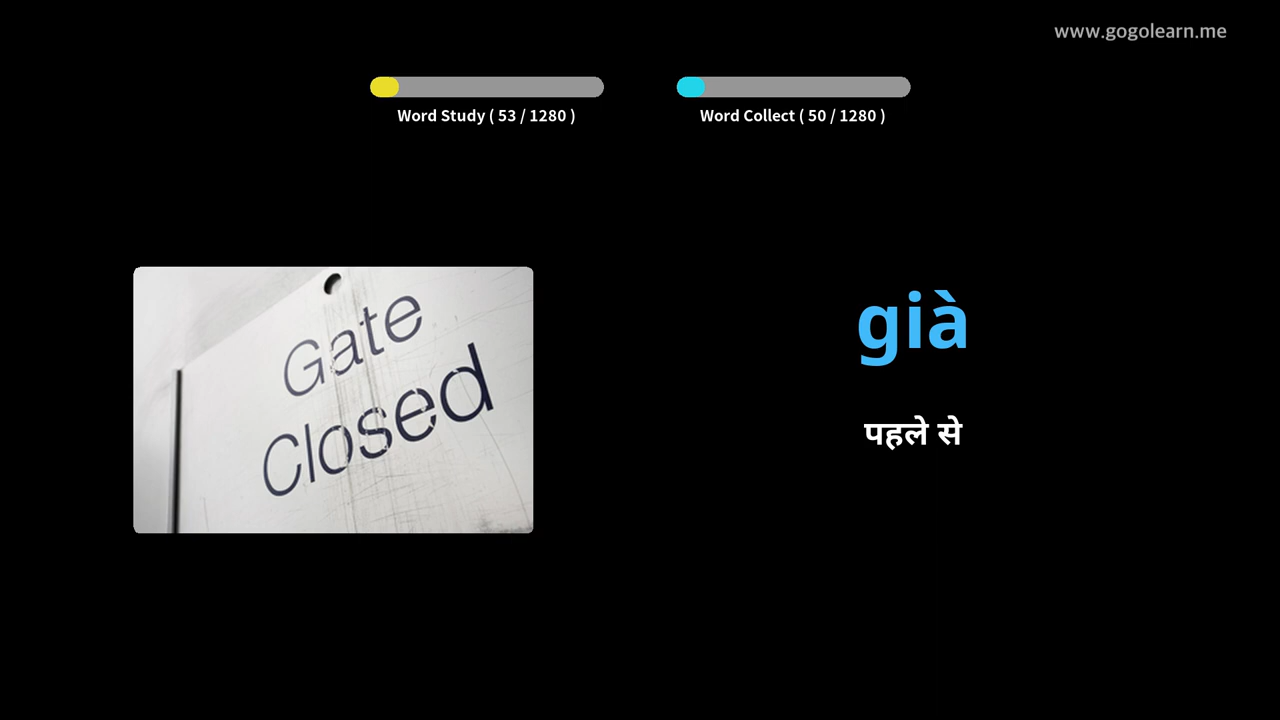 www.gogolearn.me
Word Study ( 53 / 1280 )
Word Collect ( 50 / 1280 )
Gate
Closed
già
पहले से